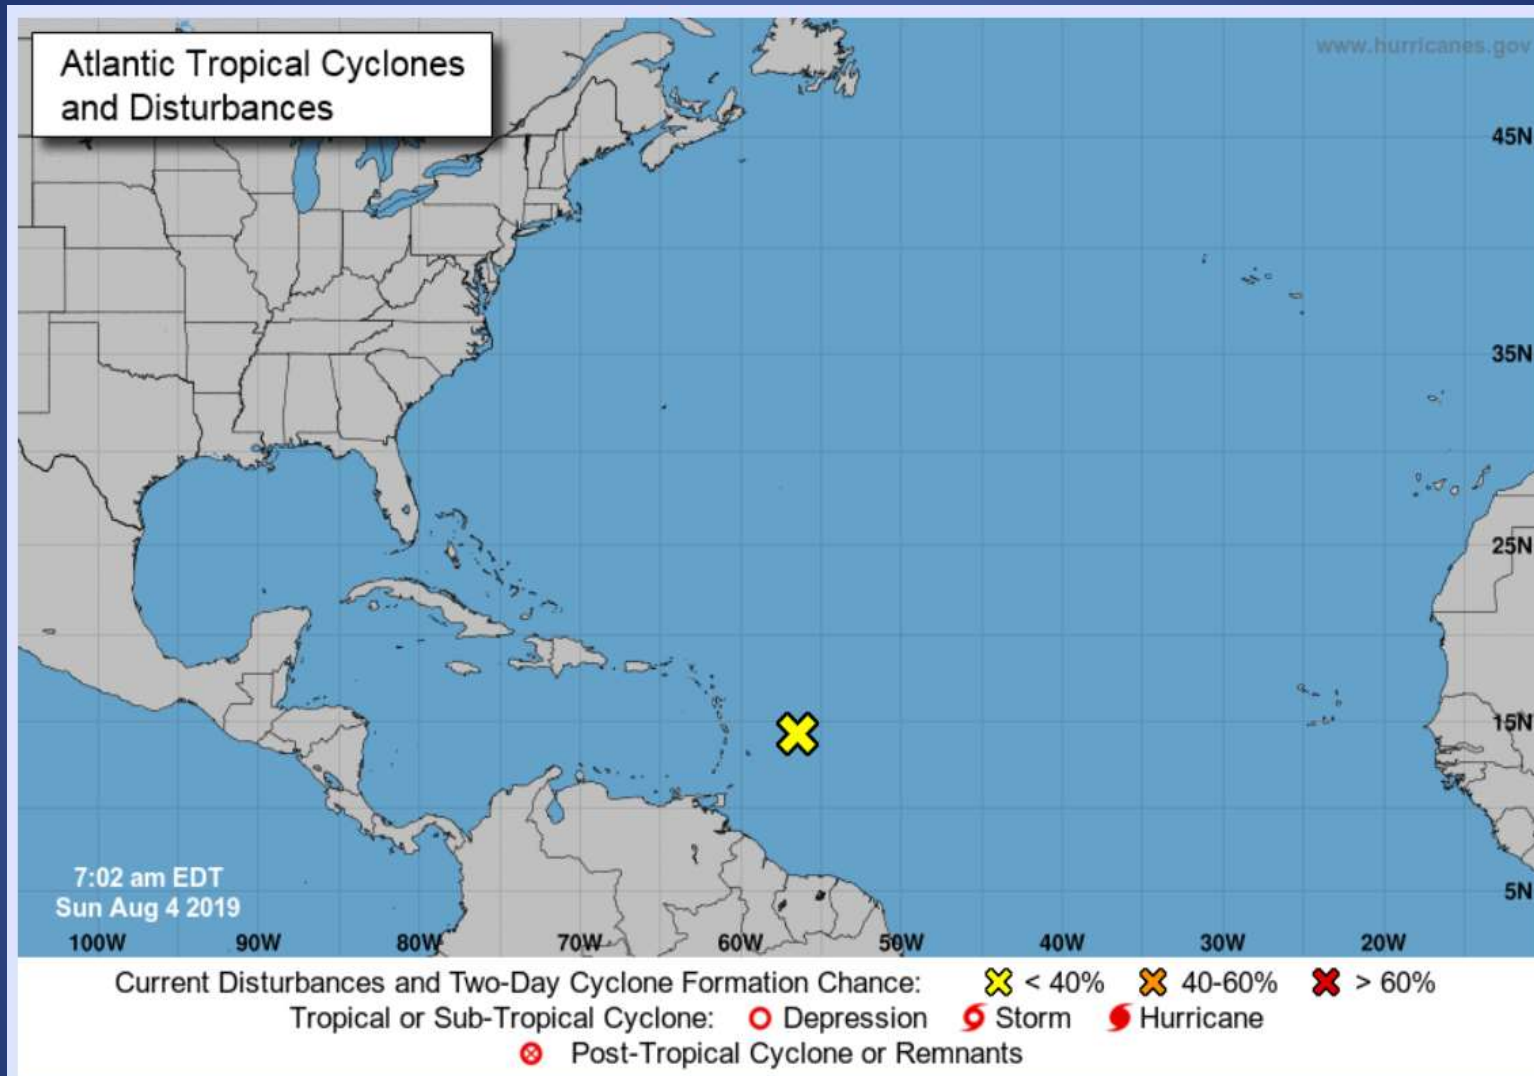 Atlantic Tropical Cyclones
and Disturbances
www.hurricanes.gov
45N
35N
25N
15N
5N
7:02 am EDT
Sun Aug 4 2019
100W 90W 80W 70W 60W 50W 40W 30W 20W
Current Disturbances and Two-Day Cyclone Formation Chance: < 40% 40-60% > 60%
Tropical or Sub-Tropical Cyclone: Depression Storm Hurricane
Post-Tropical Cyclone or Remnants